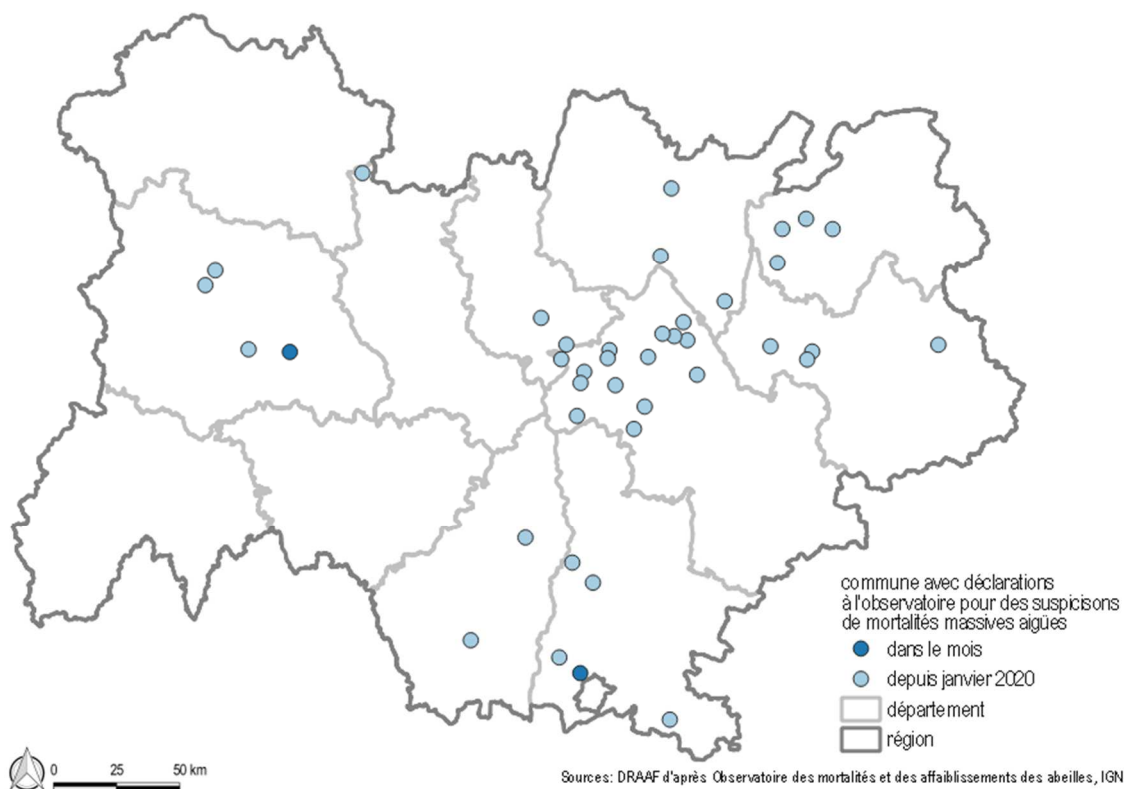 commune avec déclarations
à l'observatoire pour des suspicisons
de mortalités massives aigües
dans le mois
depuis janvier 2020
département
région
0 25 50 km
Sources: DRAAF d'après Observatoire des mortalités et des affaiblissements des abeilles, IGN